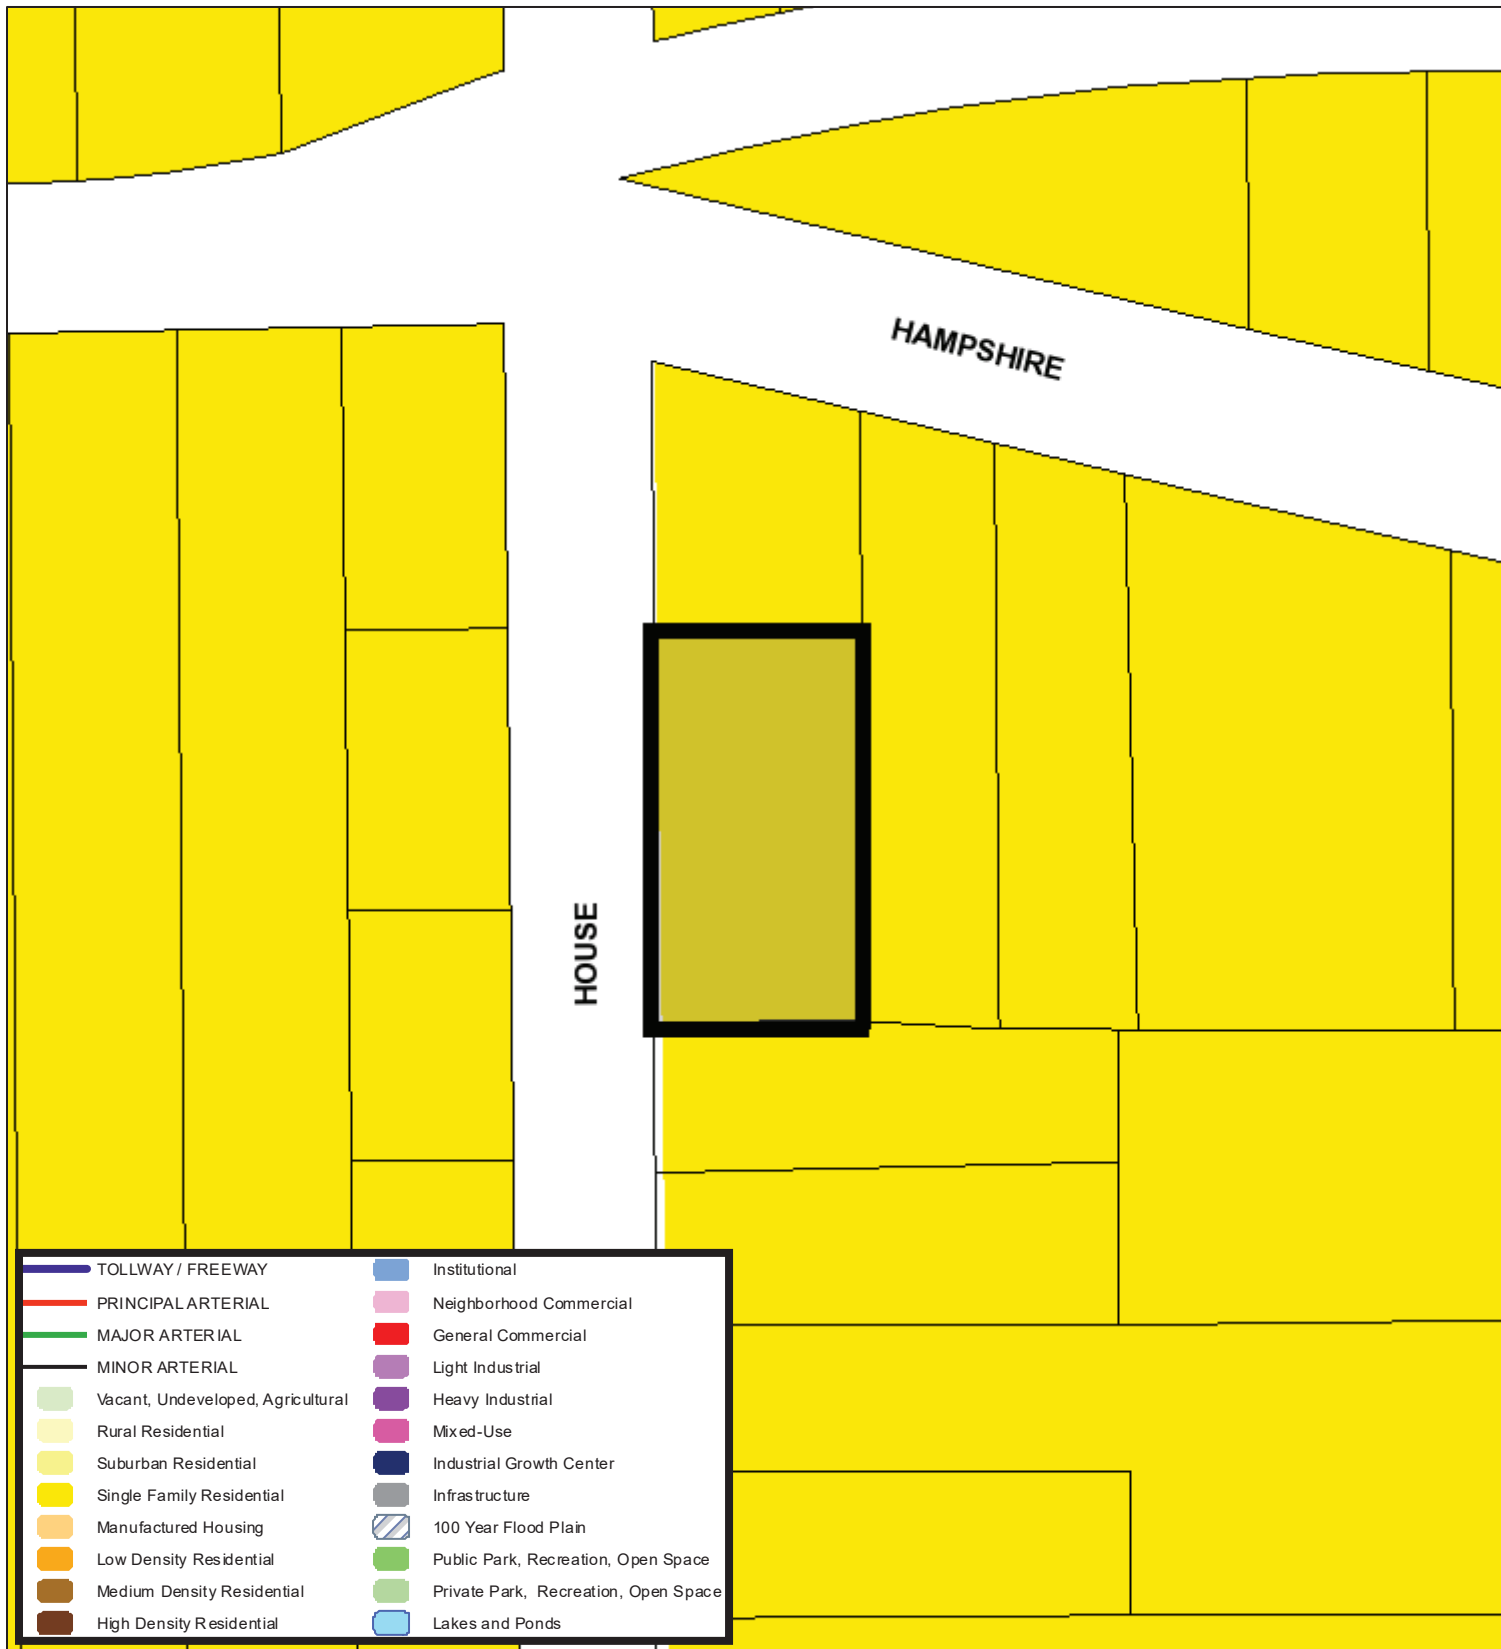 HAMPSHIRE
HOUSE
TOLLWAY / FREEWAY
PRINCIPAL ARTERIAL
MAJOR ARTERIAL
MINOR ARTERIAL
Vacant, Undeveloped, Agricultural
Rural Residential
Suburban Residential
Single Family Residential
Manufactured Housing
Low Density Residential
Medium Density Residential
High Density Residential
Institutional
Neighborhood Commercial
General Commercial
Light Industrial
Heavy Industrial
Mixed-Use
Industrial Growth Center
Infrastructure
100 Year Flood Plain
Public Park, Recreation, Open Space
Private Park, Recreation, Open Space
Lakes and Ponds